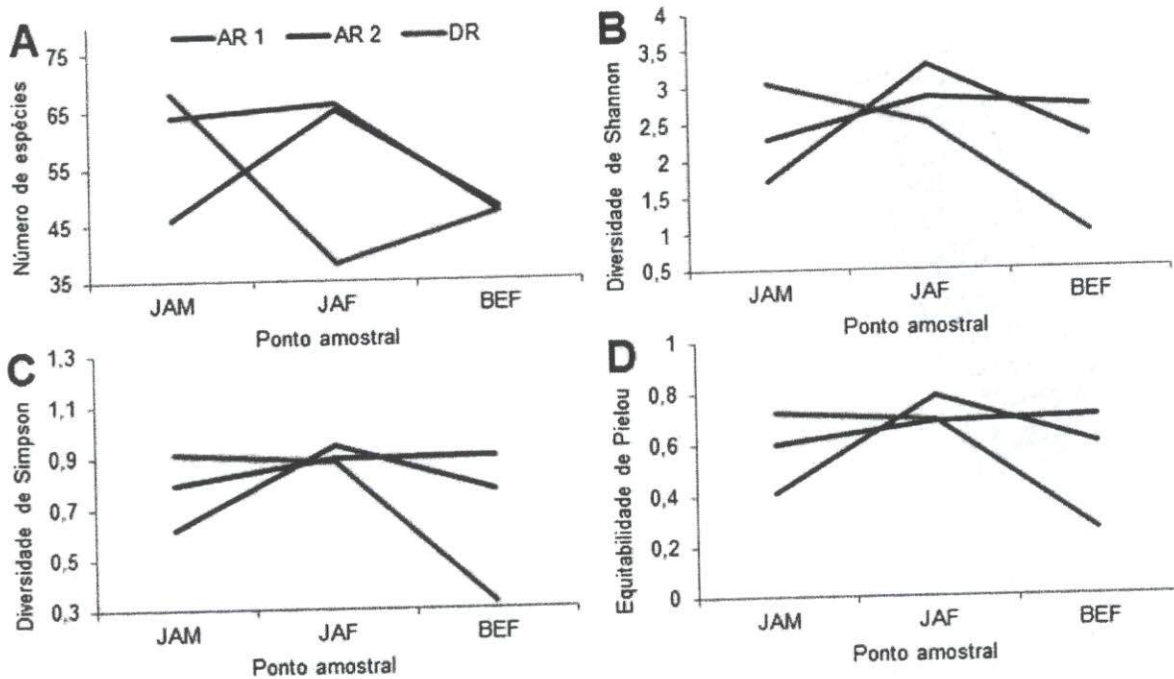 A
AR 1 AR 2 DR
Número de espécies
75
65
55
45
35
JAM JAF BEF
Ponto amostral
B
Diversidade de Shannon
4
3,5
3
2,5
2
1,5
1
0,5
JAM JAF BEF
Ponto amostral
C
Diversidade de Simpson
1,3
1,1
0,9
0,7
0,5
0,3
JAM JAF BEF
Ponto amostral
D
Equitabilidade de Pielou
1
0,8
0,6
0,4
0,2
0
JAM JAF BEF
Ponto amostral